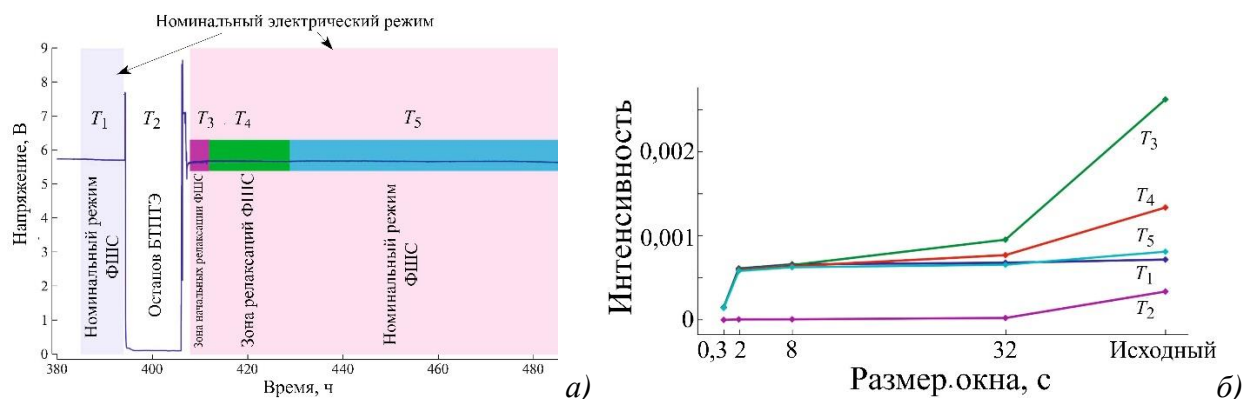 Номинальный электрический режим
Напряжение, В
9
8
7
6
5
4
3
2
1
0
T1
T2
T3
T4
T5
Номинальный режим
ФШС
Останов БТПТЭ
Зона начальных релаксации ФШС
Зона релаксаций ФШС
Номинальный режим
ФШС
380
400
420
440
460
480
Время, ч
а)
Интенсивность
0,002
0,001
0
T3
T4
T5
T1
T2
0,3
2
8
32
Исходный
Размер окна, с
б)